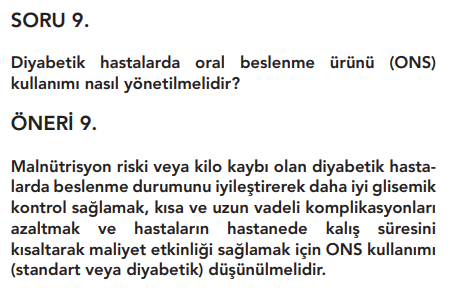 SORU 9.
Diyabetik hastalarda oral beslenme ürünü (ONS)
kullanımı nasıl yönetilmelidir?
ÖNERİ 9.
Malnütrisyon riski veya kilo kaybı olan diyabetik hasta-
larda beslenme durumunu iyileştirerek daha iyi glisemik
kontrol sağlamak, kısa ve uzun vadeli komplikasyonları
azaltmak ve hastaların hastanede kalış süresini
kısaltarak maliyet etkinliği sağlamak için ONS kullanımı
(standart veya diyabetik) düşünülmelidir.